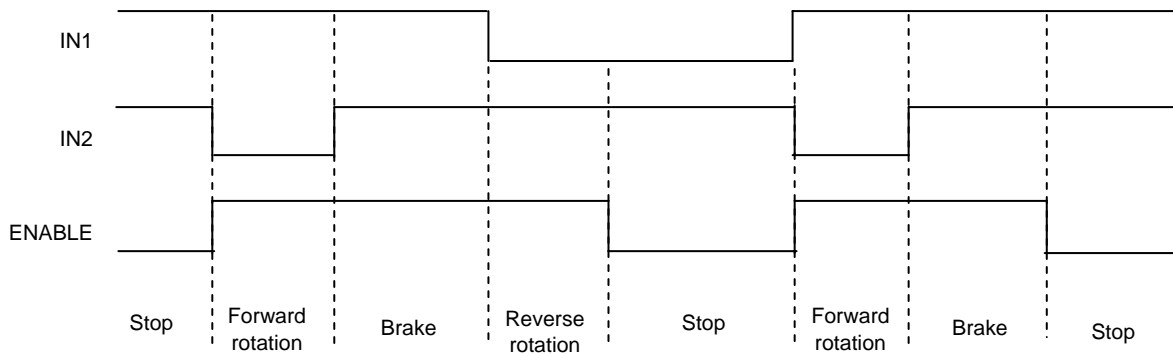 IN1
IN2
ENABLE
Stop
Forward
rotation
Brake
Reverse
rotation
Stop
Forward
rotation
Brake
Stop